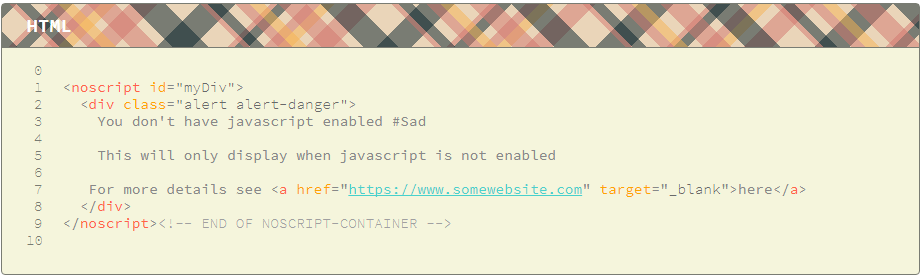 HTML
0
1 <noscript id="myDiv">
2 <div class="alert alert-danger">
3 You don't have javascript enabled #Sad
4
5 This will only display when javascript is not enabled
6
7 For more details see <a href="https://www.somewebsite.com" target="_blank">here</a>
8 </div>
9 </noscript><!-- END OF NOSCRIPT-CONTAINER -->
10